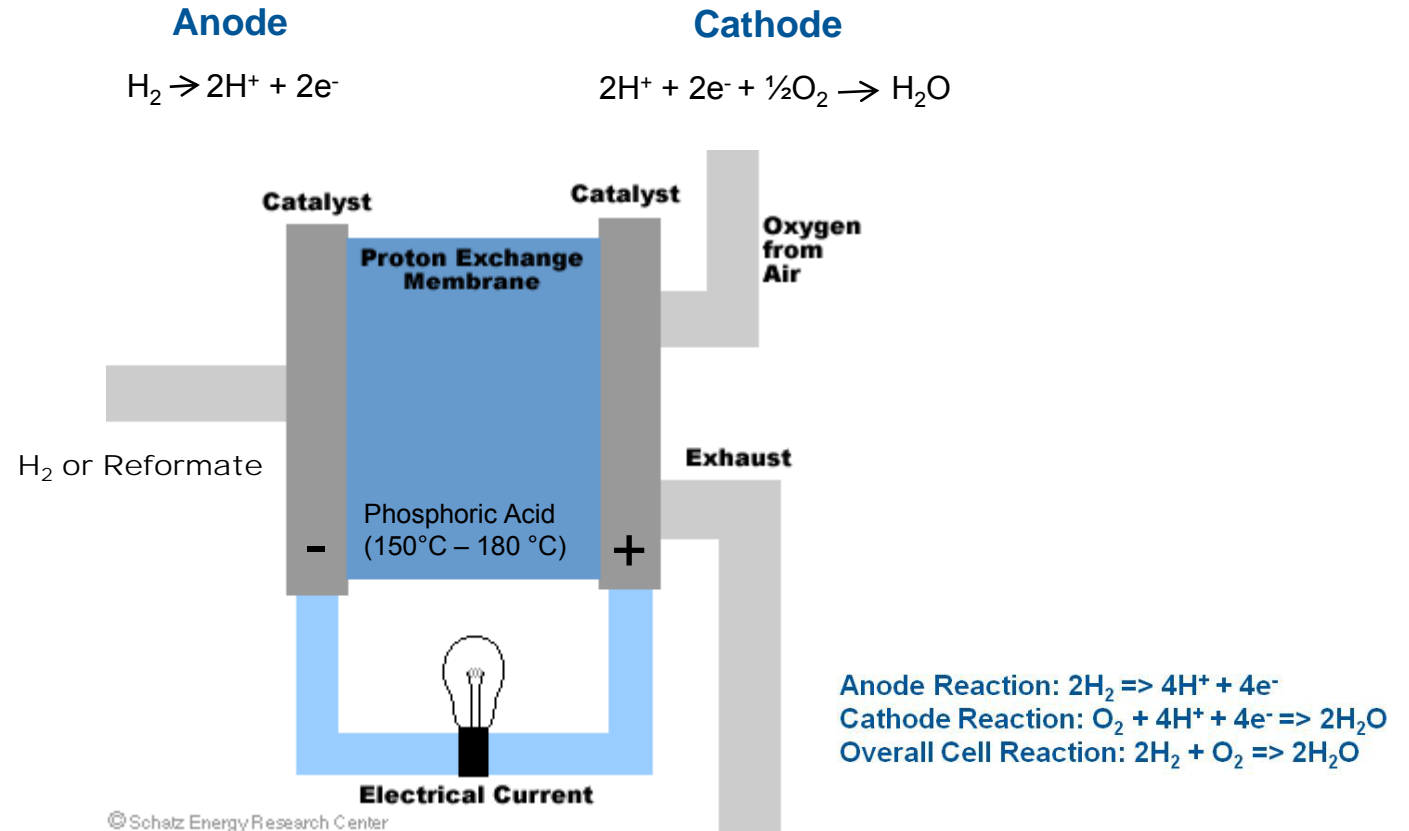 Anode
Cathode
H₂ → 2H⁺ + 2e⁻
2H⁺ + 2e⁻ + ½O₂ → H₂O
Catalyst
Catalyst
Oxygen
from
Air
Proton Exchange
Membrane
H₂ or Reformate
Exhaust
Phosphoric Acid
(150°C – 180 °C)
-
+
Anode Reaction: 2H₂ => 4H⁺ + 4e⁻
Cathode Reaction: O₂ + 4H⁺ + 4e⁻ => 2H₂O
Overall Cell Reaction: 2H₂ + O₂ => 2H₂O
Electrical Current
© Schatz Energy Research Center